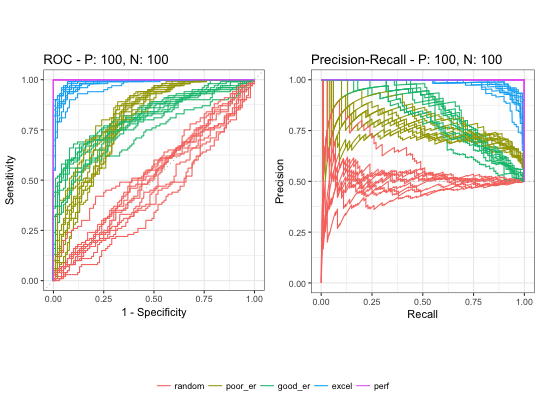 ROC - P: 100, N: 100
Sensitivity
1.00
0.75
0.50
0.25
0.00
0.00 0.25 0.50 0.75 1.00
1 - Specificity
Precision-Recall - P: 100, N: 100
Precision
1.00
0.75
0.50
0.25
0.00
0.00 0.25 0.50 0.75 1.00
Recall
random poor_er good_er excel perf